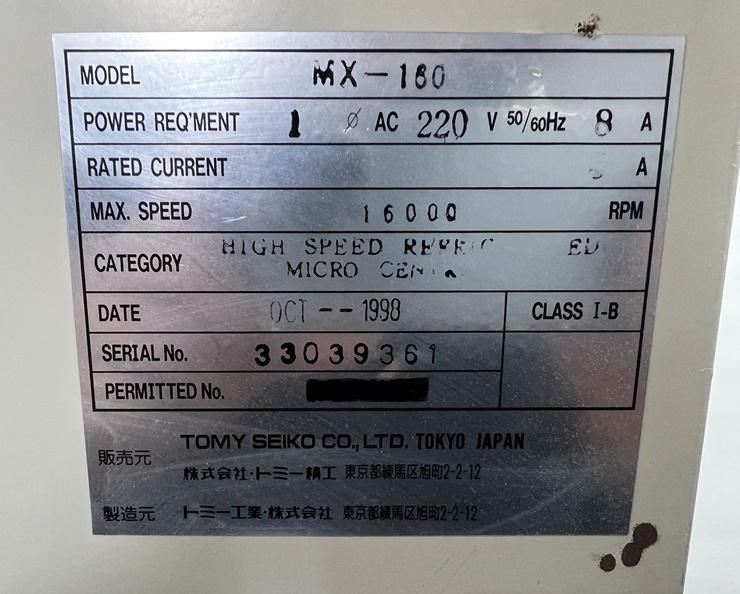 MODEL MX-160
POWER REQ'MENT 1 ø AC 220 V 50/60Hz 8 A
RATED CURRENT A
MAX. SPEED 16000 RPM
CATEGORY HIGH SPEED
MICRO
DATE OCT -- 1998 CLASS I-B
SERIAL No. 33039361
PERMITTED No.
販売元 TOMY SEIKO CO., LTD. TOKYO JAPAN
株式会社・トミー精工 東京都練馬区旭町2-2-12
製造元 トミー工業・株式会社 東京都練馬区旭町2-2-12